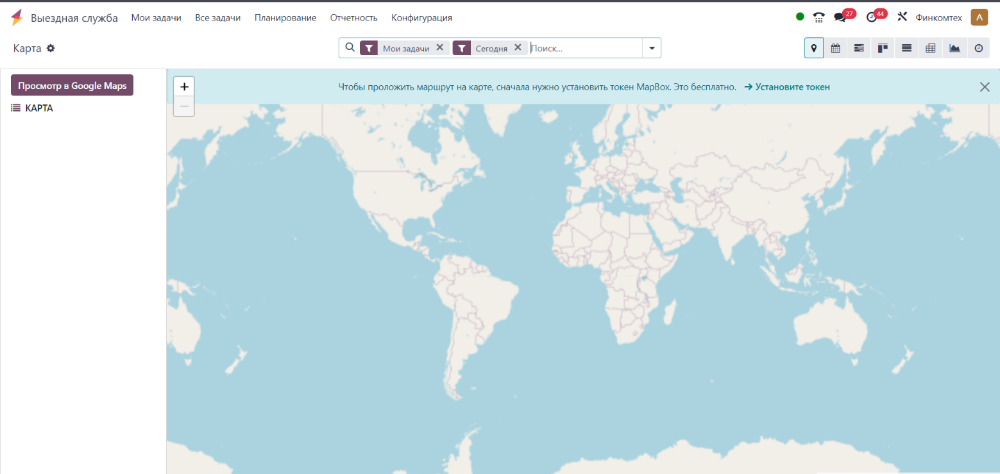 Выездная служба Мои задачи Все задачи Планирование Отчетность Конфигурация 27 44 Финкомтех А
Карта Мои задачи Сегодня Поиск...
Просмотр в Google Maps
КАРТА
+
−
Чтобы проложить маршрут на карте, сначала нужно установить токен MapBox. Это бесплатно. Установите токен